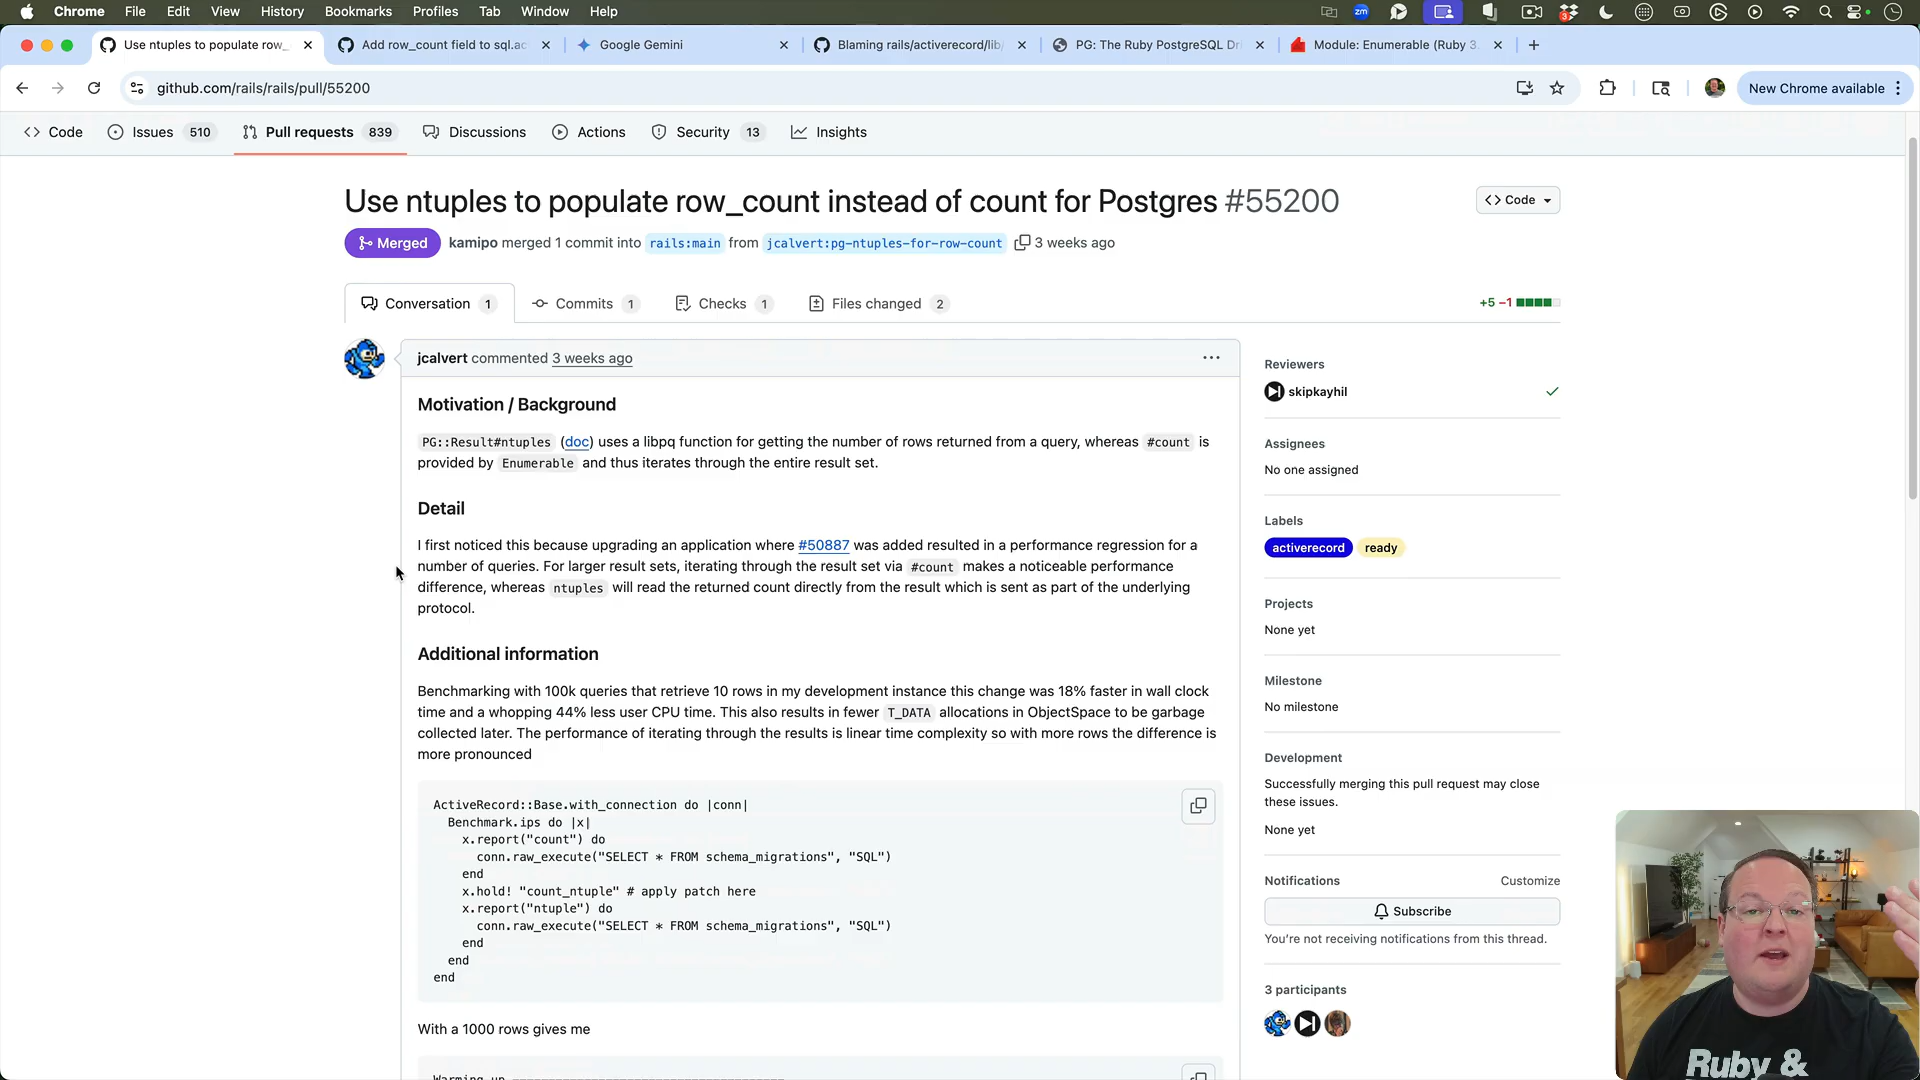 Chrome File Edit View History Bookmarks Profiles Tab Window Help
Use ntuples to populate row_
Add row_count field to sql.ac
Google Gemini
Blaming rails/activerecord/lib/
PG: The Ruby PostgreSQL Dri
Module: Enumerable (Ruby 3.
github.com/rails/rails/pull/55200
New Chrome available
Code
Issues 510
Pull requests 839
Discussions
Actions
Security 13
Insights
Use ntuples to populate row_count instead of count for Postgres #55200
Code
Merged kamipo merged 1 commit into rails:main from jcalvert:pg-ntuples-for-row-count 3 weeks ago
Conversation 1
Commits 1
Checks 1
Files changed 2
+5 −1
jcalvert commented 3 weeks ago
Motivation / Background
PG::Result#ntuples (doc) uses a libpq function for getting the number of rows returned from a query, whereas #count is
provided by Enumerable and thus iterates through the entire result set.
Detail
I first noticed this because upgrading an application where #50887 was added resulted in a performance regression for a
number of queries. For larger result sets, iterating through the result set via #count makes a noticeable performance
difference, whereas ntuples will read the returned count directly from the result which is sent as part of the underlying
protocol.
Additional information
Benchmarking with 100k queries that retrieve 10 rows in my development instance this change was 18% faster in wall clock
time and a whopping 44% less user CPU time. This also results in fewer T_DATA allocations in ObjectSpace to be garbage
collected later. The performance of iterating through the results is linear time complexity so with more rows the difference is
more pronounced
ActiveRecord::Base.with_connection do |conn|
Benchmark.ips do |x|
x.report("count") do
conn.raw_execute("SELECT * FROM schema_migrations", "SQL")
end
x.hold! "count_ntuple" # apply patch here
x.report("ntuple") do
conn.raw_execute("SELECT * FROM schema_migrations", "SQL")
end
end
end
With a 1000 rows gives me
Warming up --------------------------------------
Reviewers
skipkayhil
Assignees
No one assigned
Labels
activerecord ready
Projects
None yet
Milestone
No milestone
Development
Successfully merging this pull request may close
these issues.
None yet
Notifications Customize
Subscribe
You're not receiving notifications from this thread.
3 participants
Ruby &